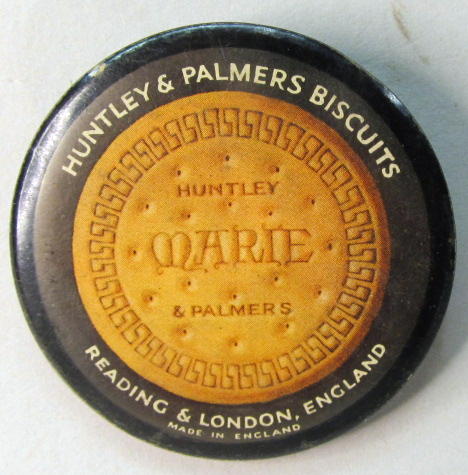 HUNTLEY & PALMERS BISCUITS
HUNTLEY
MARIE
& PALMERS
READING & LONDON, ENGLAND
MADE IN ENGLAND